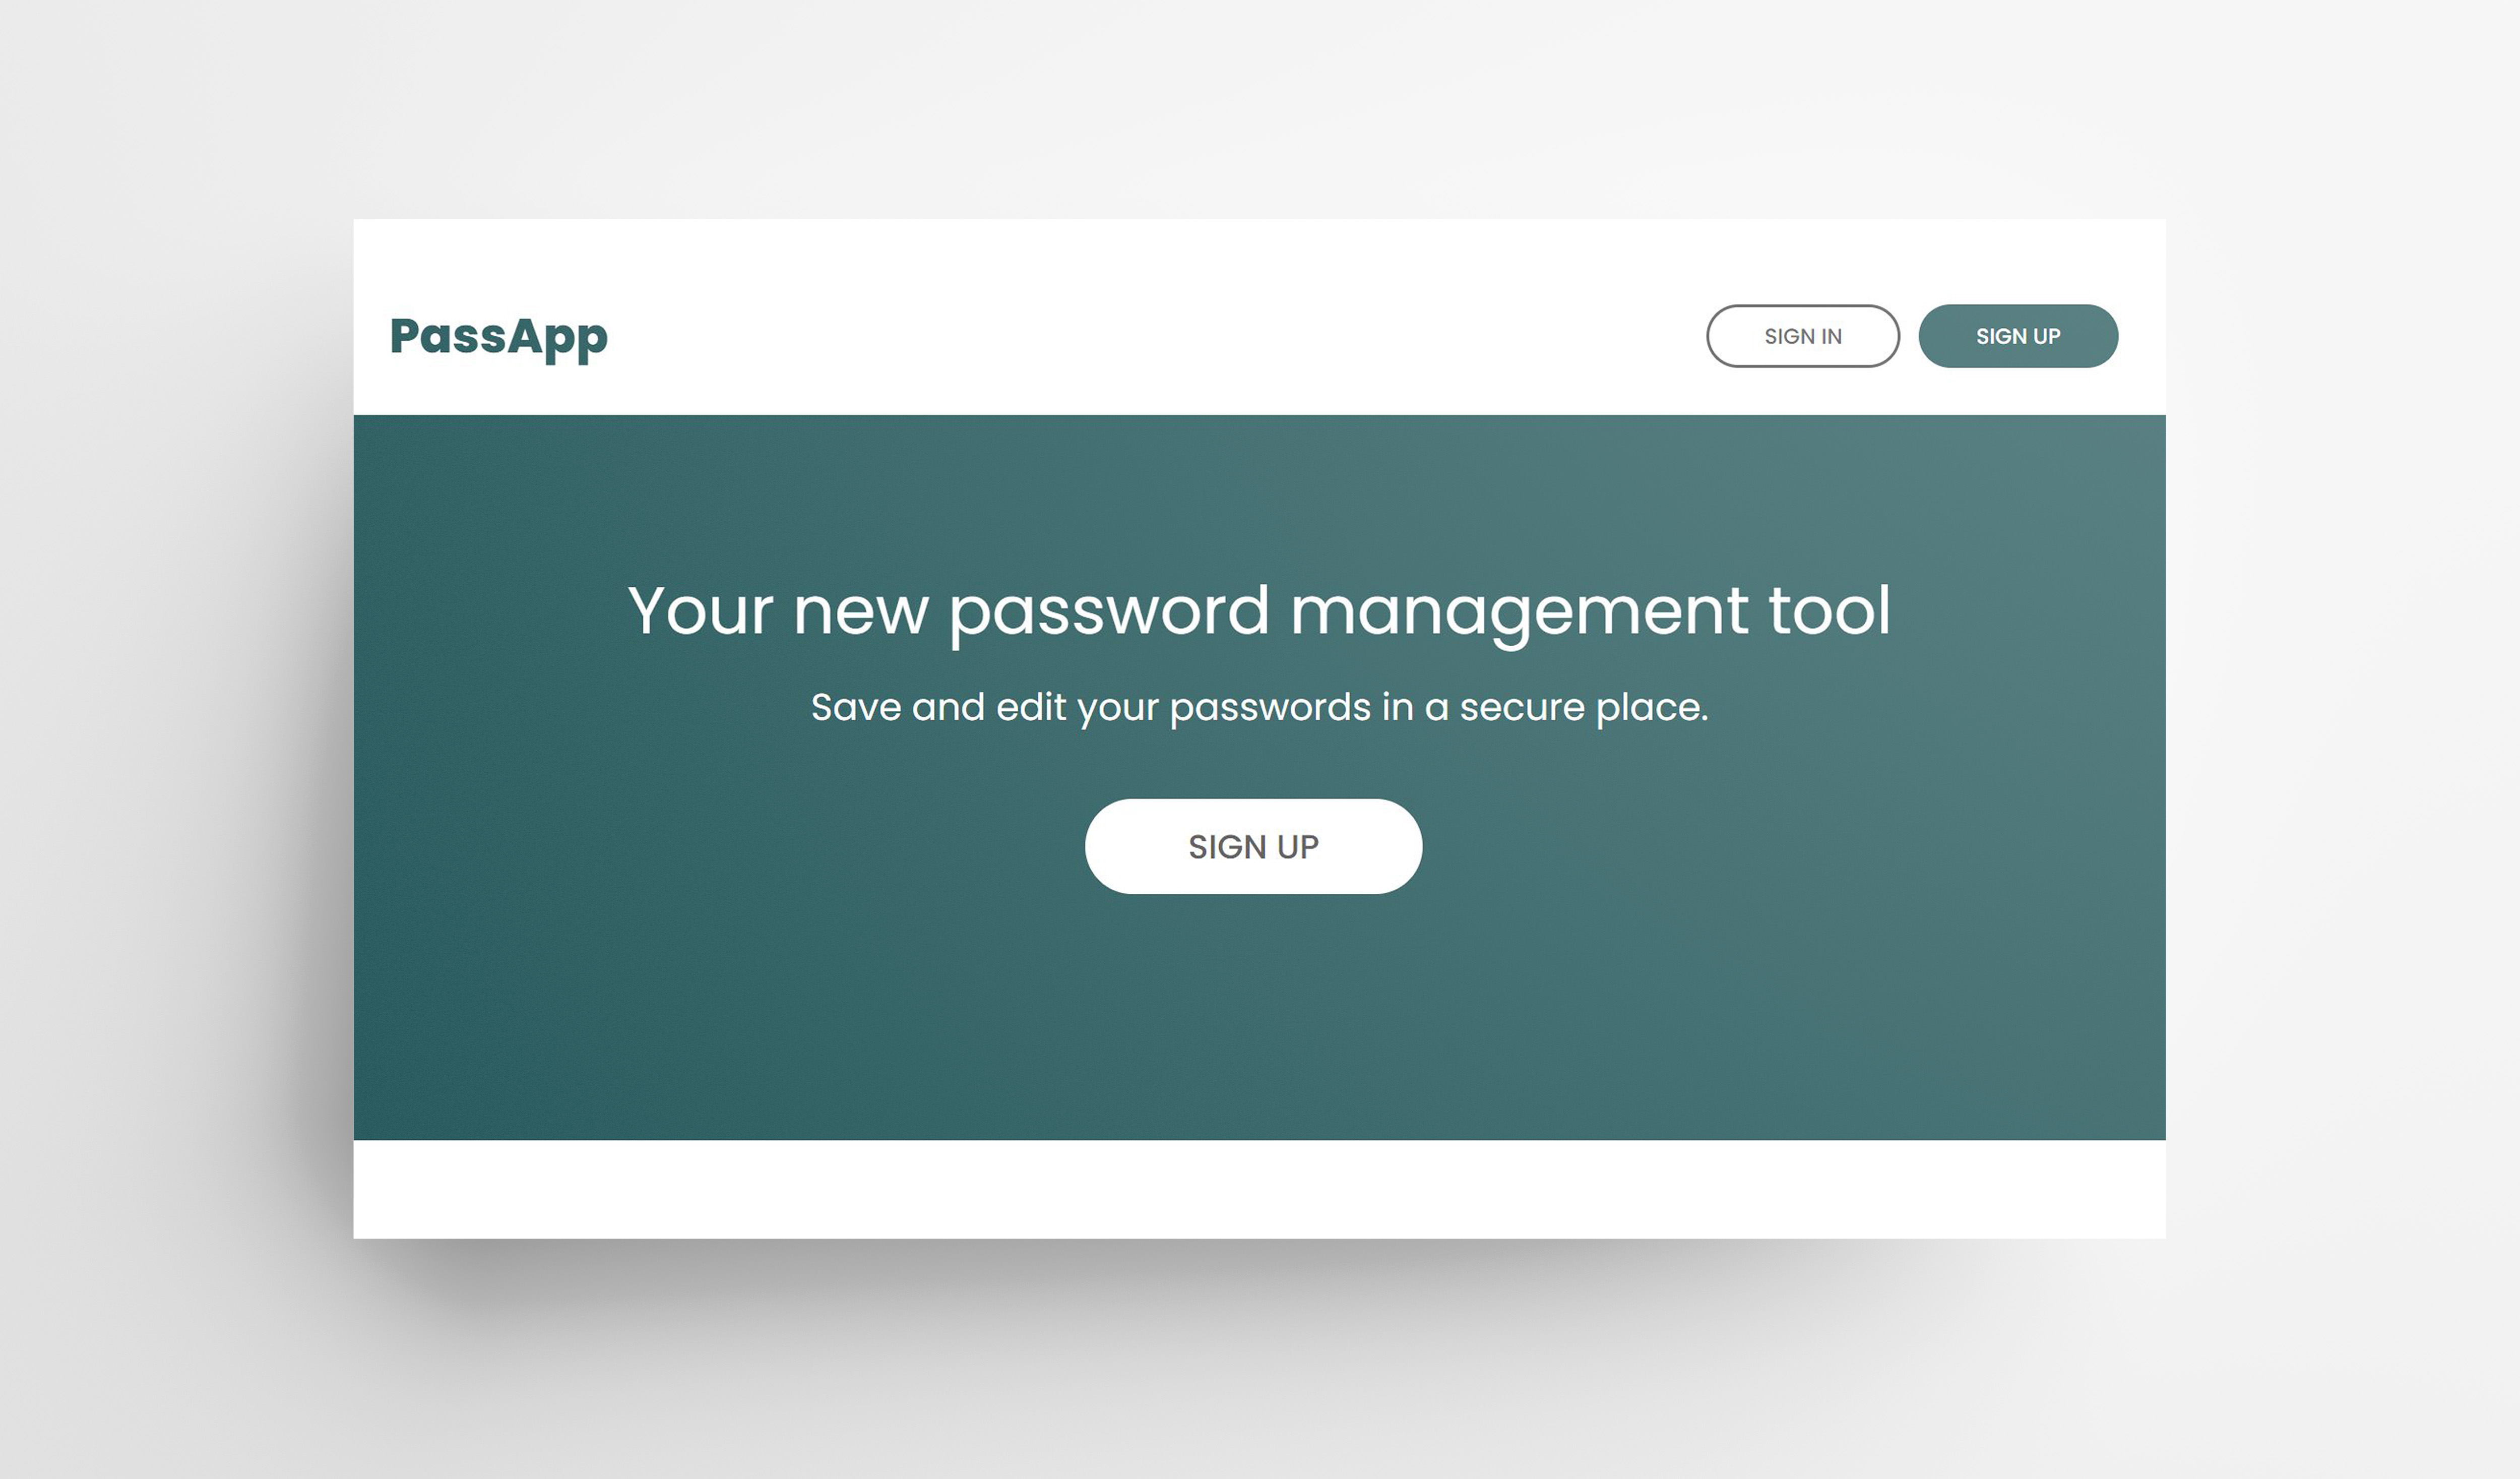 PassApp
SIGN IN
SIGN UP
Your new password management tool
Save and edit your passwords in a secure place.
SIGN UP